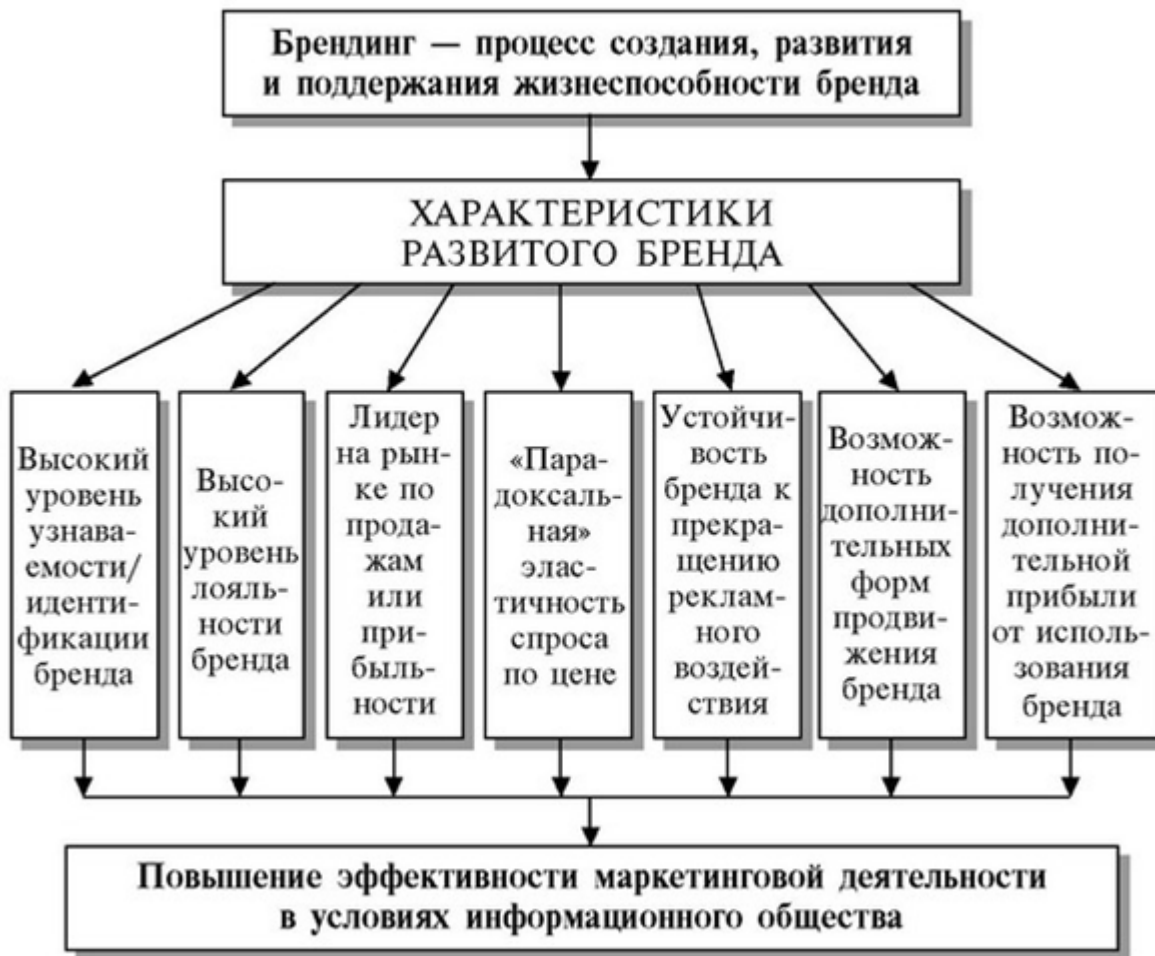 Брендинг — процесс создания, развития
и поддержания жизнеспособности бренда
ХАРАКТЕРИСТИКИ
РАЗВИТОГО БРЕНДА
Высокий
уровень
узнава-
емости/
иденти-
фикации
бренда
Высо-
кий
уровень
лояль-
ности
бренда
Лидер
на рын-
ке по
прода-
жам
или
при-
быль-
ности
«Пара-
доксаль-
ная»
элас-
тичность
спроса
по цене
Устойчи-
вость
бренда к
прекра-
щению
реклам-
ного
воздей-
ствия
Возмож-
ность
дополни-
тельных
форм
продви-
жения
бренда
Возмож-
ность по-
лучения
дополни-
тельной
прибыли
от исполь-
зования
бренда
Повышение эффективности маркетинговой деятельности
в условиях информационного общества